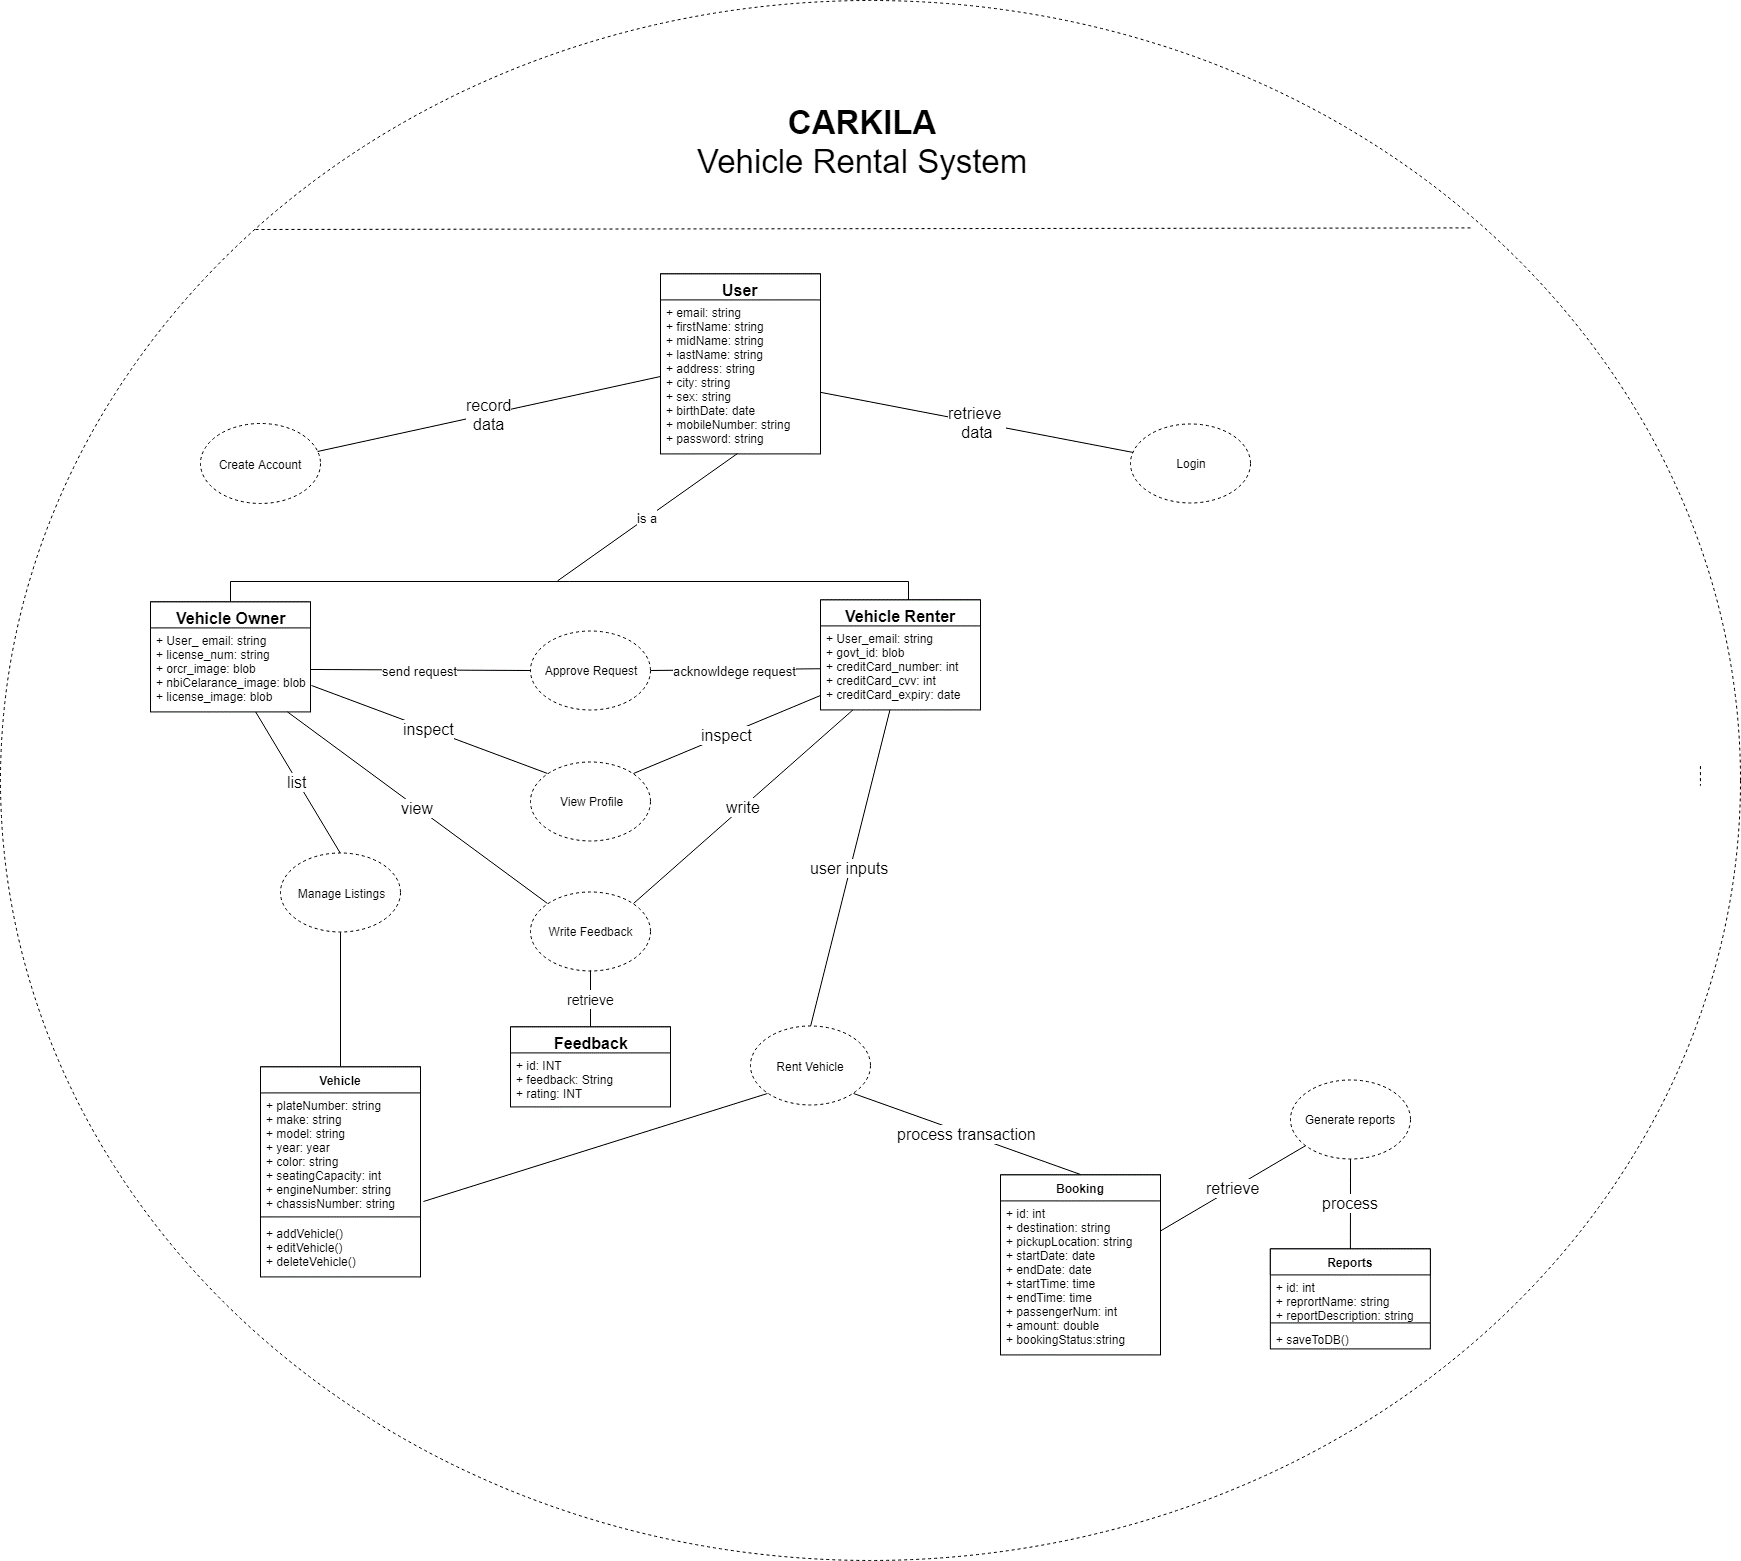 CARKILA
Vehicle Rental System
User
+ email: string
+ firstName: string
+ midName: string
+ lastName: string
+ address: string
+ city: string
+ sex: string
+ birthDate: date
+ mobileNumber: string
+ password: string
record
data
retrieve
data
Create Account
Login
is a
Vehicle Owner
+ User_ email: string
+ license_num: string
+ orcr_image: blob
+ nbiCelarance_image: blob
+ license_image: blob
Vehicle Renter
+ User_email: string
+ govt_id: blob
+ creditCard_number: int
+ creditCard_cvv: int
+ creditCard_expiry: date
send request
Approve Request
acknowldege request
inspect
inspect
list
View Profile
view
write
user inputs
Manage Listings
Write Feedback
retrieve
Feedback
+ id: INT
+ feedback: String
+ rating: INT
Rent Vehicle
Vehicle
+ plateNumber: string
+ make: string
+ model: string
+ year: year
+ color: string
+ seatingCapacity: int
+ engineNumber: string
+ chassisNumber: string
+ addVehicle()
+ editVehicle()
+ deleteVehicle()
process transaction
Generate reports
retrieve
process
Booking
+ id: int
+ destination: string
+ pickupLocation: string
+ startDate: date
+ endDate: date
+ startTime: time
+ endTime: time
+ passengerNum: int
+ amount: double
+ bookingStatus:string
Reports
+ id: int
+ reprortName: string
+ reportDescription: string
+ saveToDB()